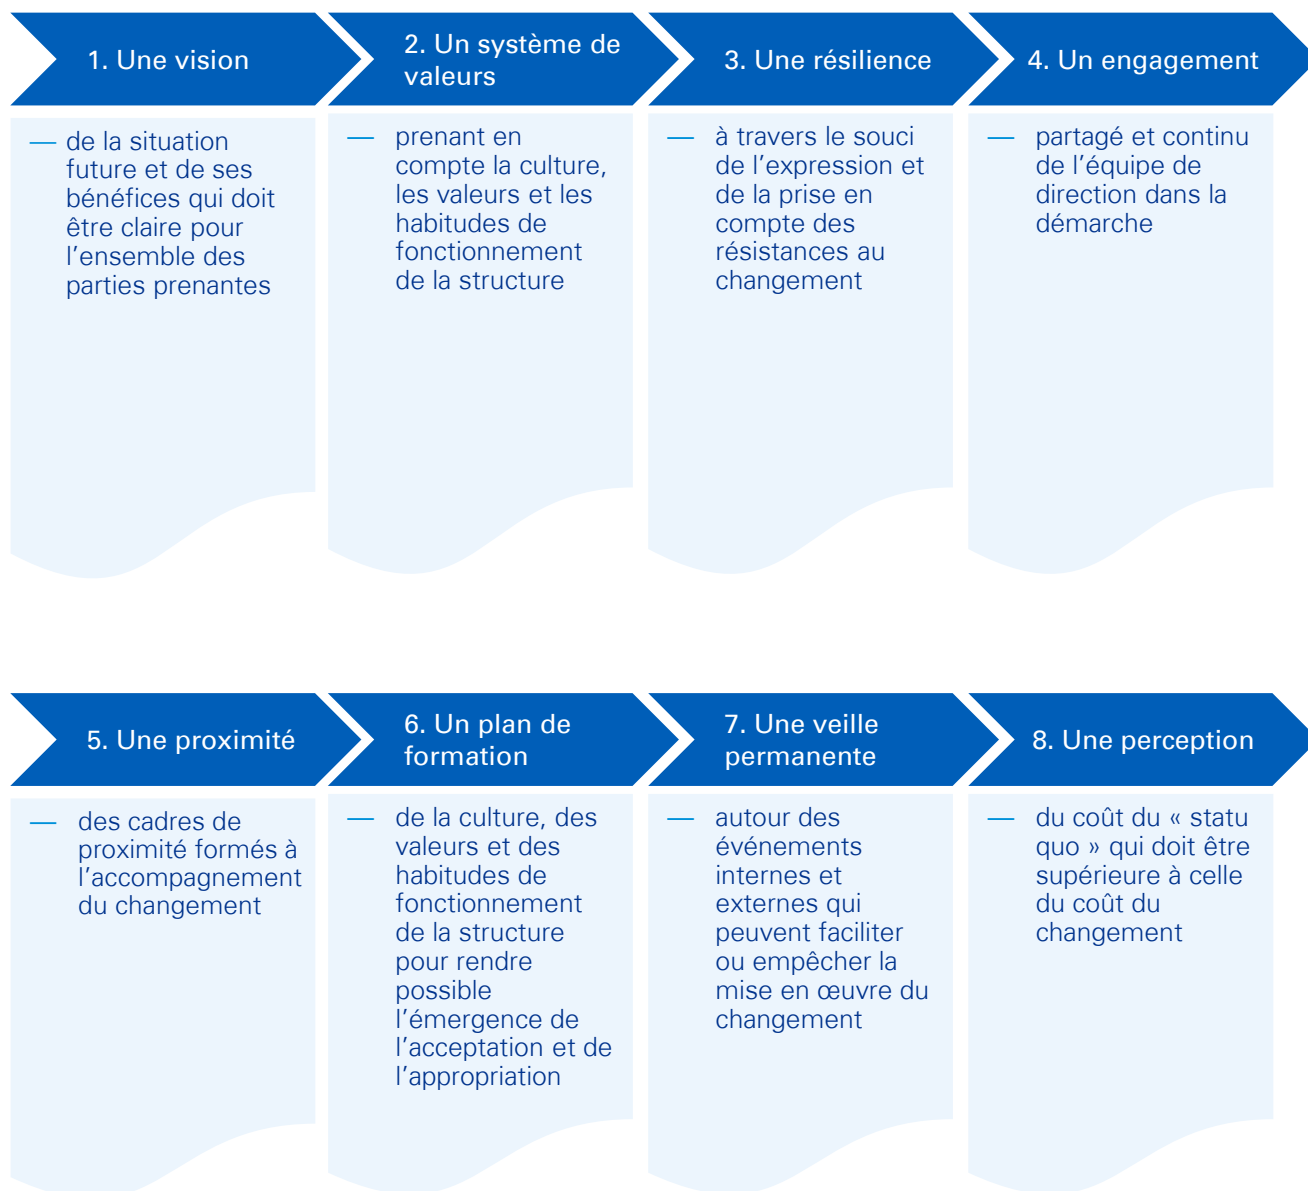 1. Une vision
— de la situation
future et de ses
bénéfices qui doit
être claire pour
l’ensemble des
parties prenantes
2. Un système de
valeurs
— prenant en
compte la culture,
les valeurs et les
habitudes de
fonctionnement
de la structure
3. Une résilience
— à travers le souci
de l’expression et
de la prise en
compte des
résistances au
changement
4. Un engagement
— partagé et continu
de l’équipe de
direction dans la
démarche
5. Une proximité
— des cadres de
proximité formés à
l’accompagnement
du changement
6. Un plan de
formation
— de la culture, des
valeurs et des
habitudes de
fonctionnement
de la structure
pour rendre
possible
l’émergence de
l’acceptation et de
l’appropriation
7. Une veille
permanente
— autour des
événements
internes et
externes qui
peuvent faciliter
ou empêcher la
mise en œuvre du
changement
8. Une perception
— du coût du « statu
quo » qui doit être
supérieure à celle
du coût du
changement